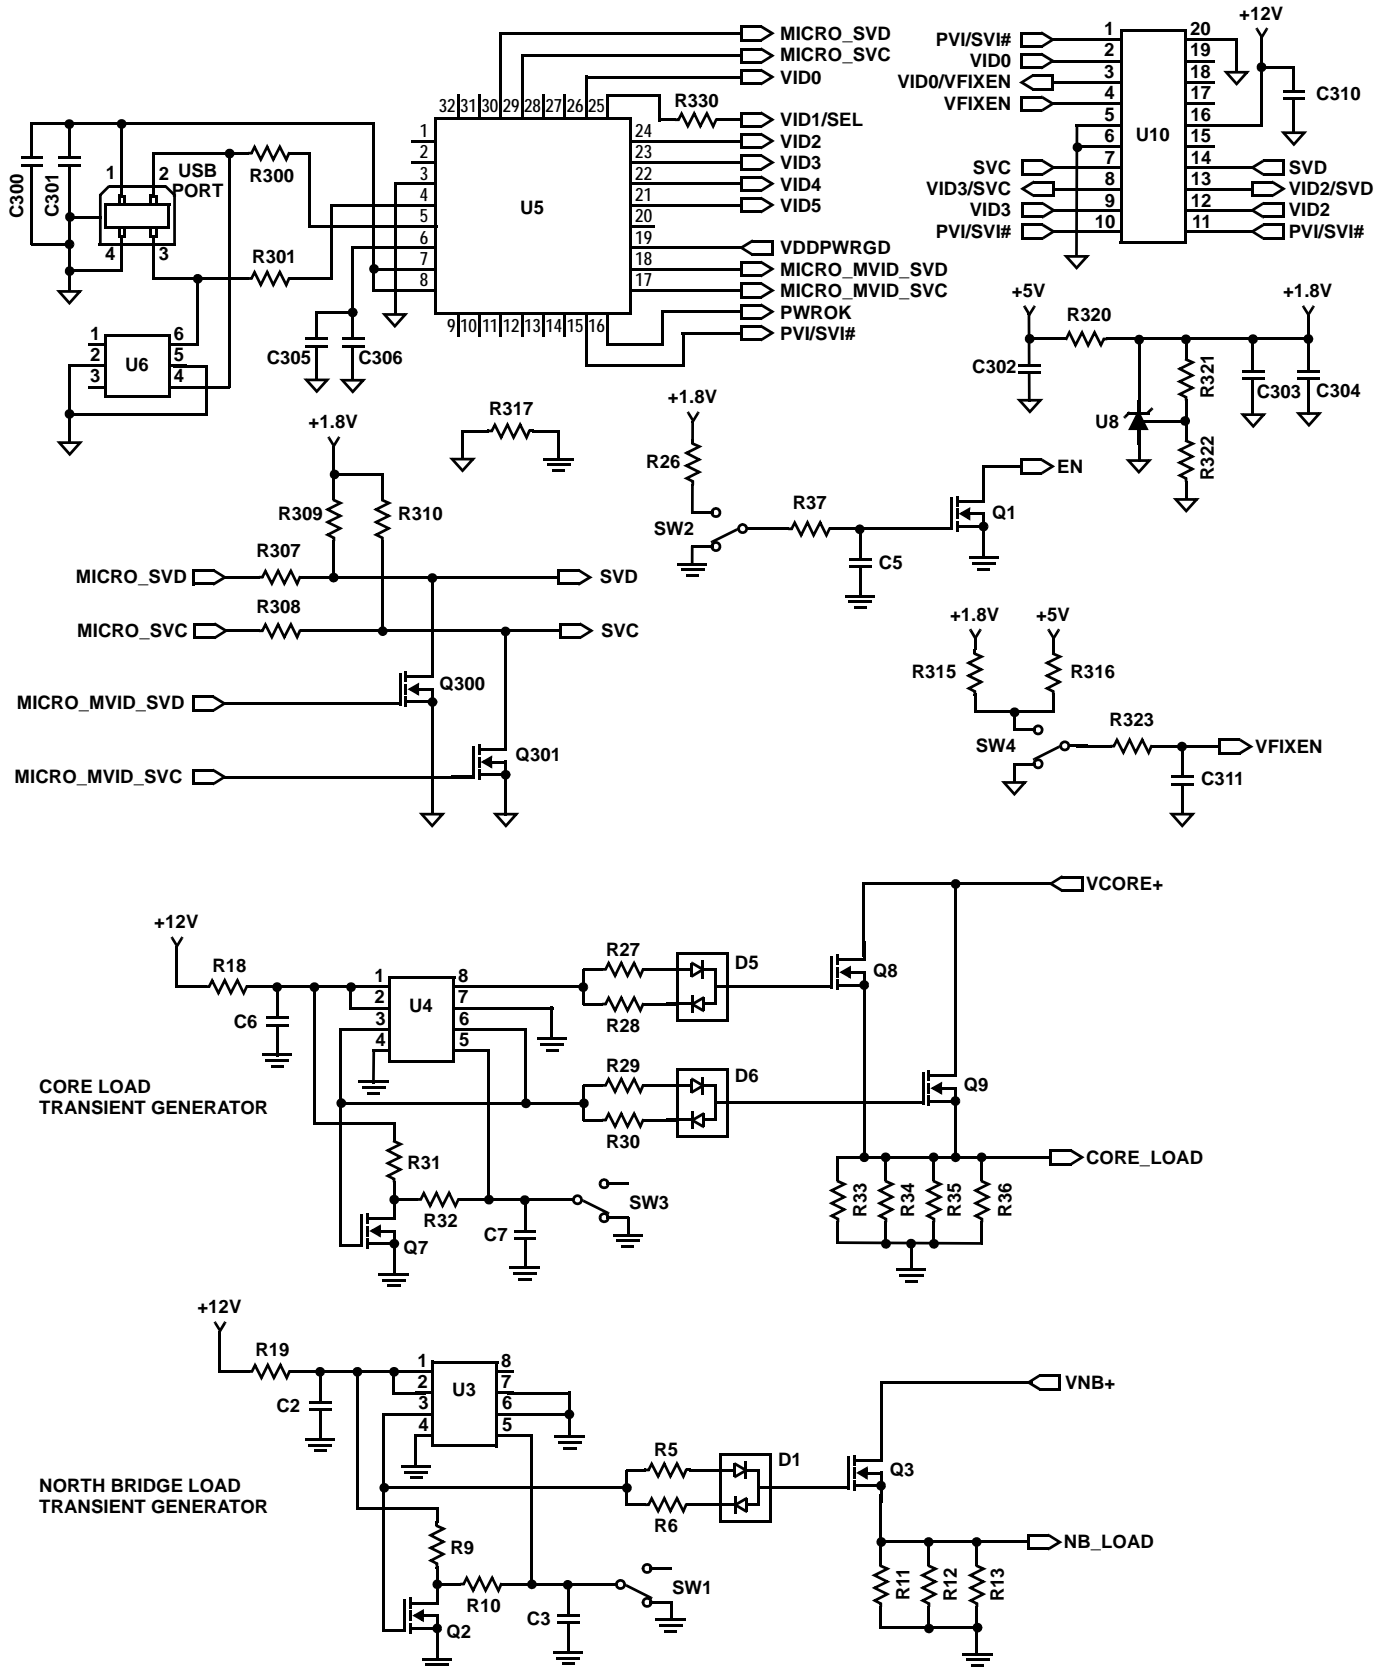 MICRO_SVD
MICRO_SVC
VID0
32 31 30 29 28 27 26 25
R330
VID1/SEL
1
2
3
4
5
6
7
8
U5
24
23
22
21
20
19
18
17
VID2
VID3
VID4
VID5
VDDPWRGD
MICRO_MVID_SVD
MICRO_MVID_SVC
PWROK
PVI/SVI#
9 10 11 12 13 14 15 16
C300
C301
1
2
USB
PORT
4
3
R300
R301
C305
C306
1
2
3
U6
6
5
4
+12V
PVI/SVI#
VID0
VID0/VFIXEN
VFIXEN
SVC
VID3/SVC
VID3
PVI/SVI#
1
2
3
4
5
6
7
8
9
10
U10
20
19
18
17
16
15
14
13
12
11
C310
SVD
VID2/SVD
VID2
PVI/SVI#
+5V
R320
+1.8V
C302
R321
C303
C304
U8
R322
+1.8V
R317
R309
R310
R307
MICRO_SVD
SVD
R308
MICRO_SVC
SVC
Q300
MICRO_MVID_SVD
Q301
MICRO_MVID_SVC
+1.8V
R26
SW2
R37
C5
EN
Q1
+1.8V
+5V
R315
R316
SW4
R323
VFIXEN
C311
VCORE+
+12V
R18
C6
1
2
3
4
U4
8
7
6
5
R27
R28
D5
Q8
R29
R30
D6
Q9
CORE LOAD
TRANSIENT GENERATOR
R31
R32
Q7
C7
SW3
CORE_LOAD
R33
R34
R35
R36
+12V
R19
C2
1
2
3
4
U3
8
7
6
5
VNB+
R5
R6
D1
Q3
NORTH BRIDGE LOAD
TRANSIENT GENERATOR
R9
R10
Q2
C3
SW1
NB_LOAD
R11
R12
R13